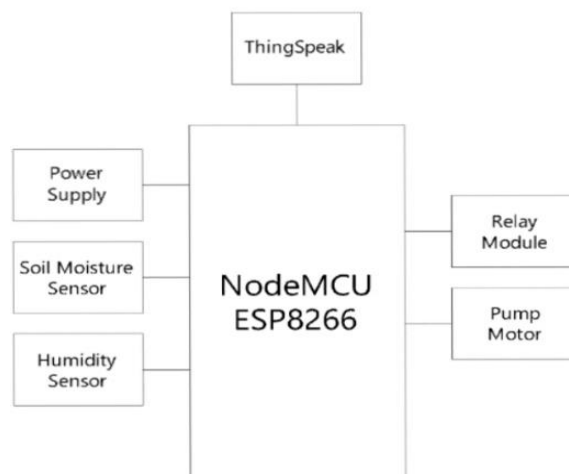 ThingSpeak
Power
Supply
Soil Moisture
Sensor
Humidity
Sensor
NodeMCU
ESP8266
Relay
Module
Pump
Motor